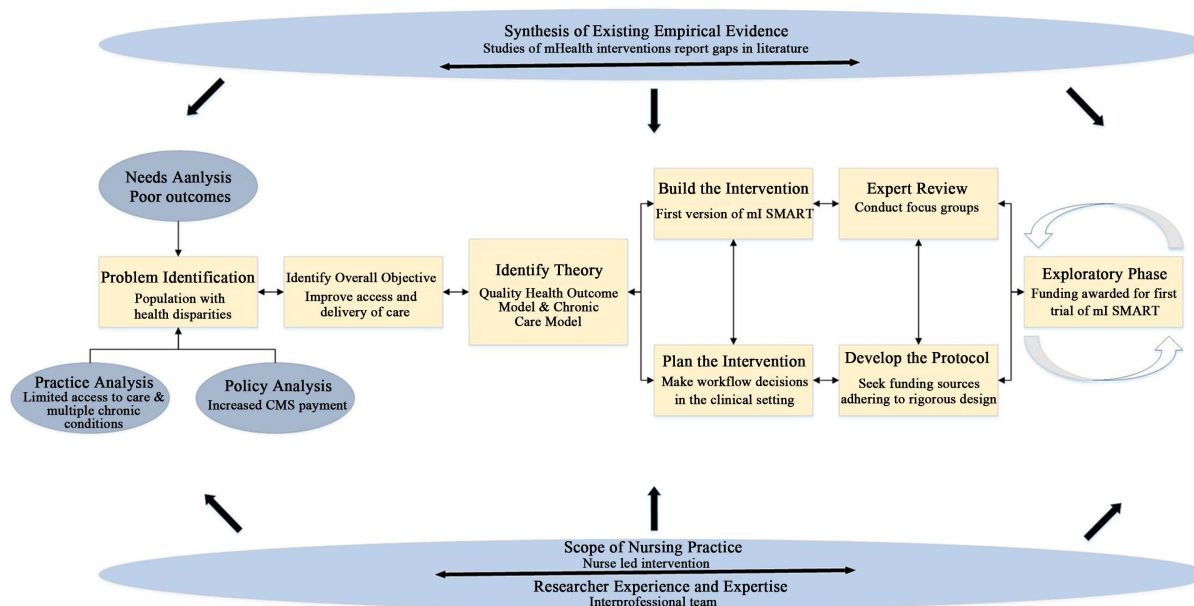 Synthesis of Existing Empirical Evidence
Studies of mHealth interventions report gaps in literature
Needs Aanlysis
Poor outcomes
Problem Identification
Population with
health disparities
Practice Analysis
Limited access to care &
multiple chronic
conditions
Policy Analysis
Increased CMS payment
Identify Overall Objective
Improve access and
delivery of care
Identify Theory
Quality Health Outcome
Model & Chronic
Care Model
Build the Intervention
First version of mI SMART
Plan the Intervention
Make workflow decisions
in the clinical setting
Expert Review
Conduct focus groups
Develop the Protocol
Seek funding sources
adhering to rigorous design
Exploratory Phase
Funding awarded for first
trial of mI SMART
Scope of Nursing Practice
Nurse led intervention
Researcher Experience and Expertise
Interprofessional team